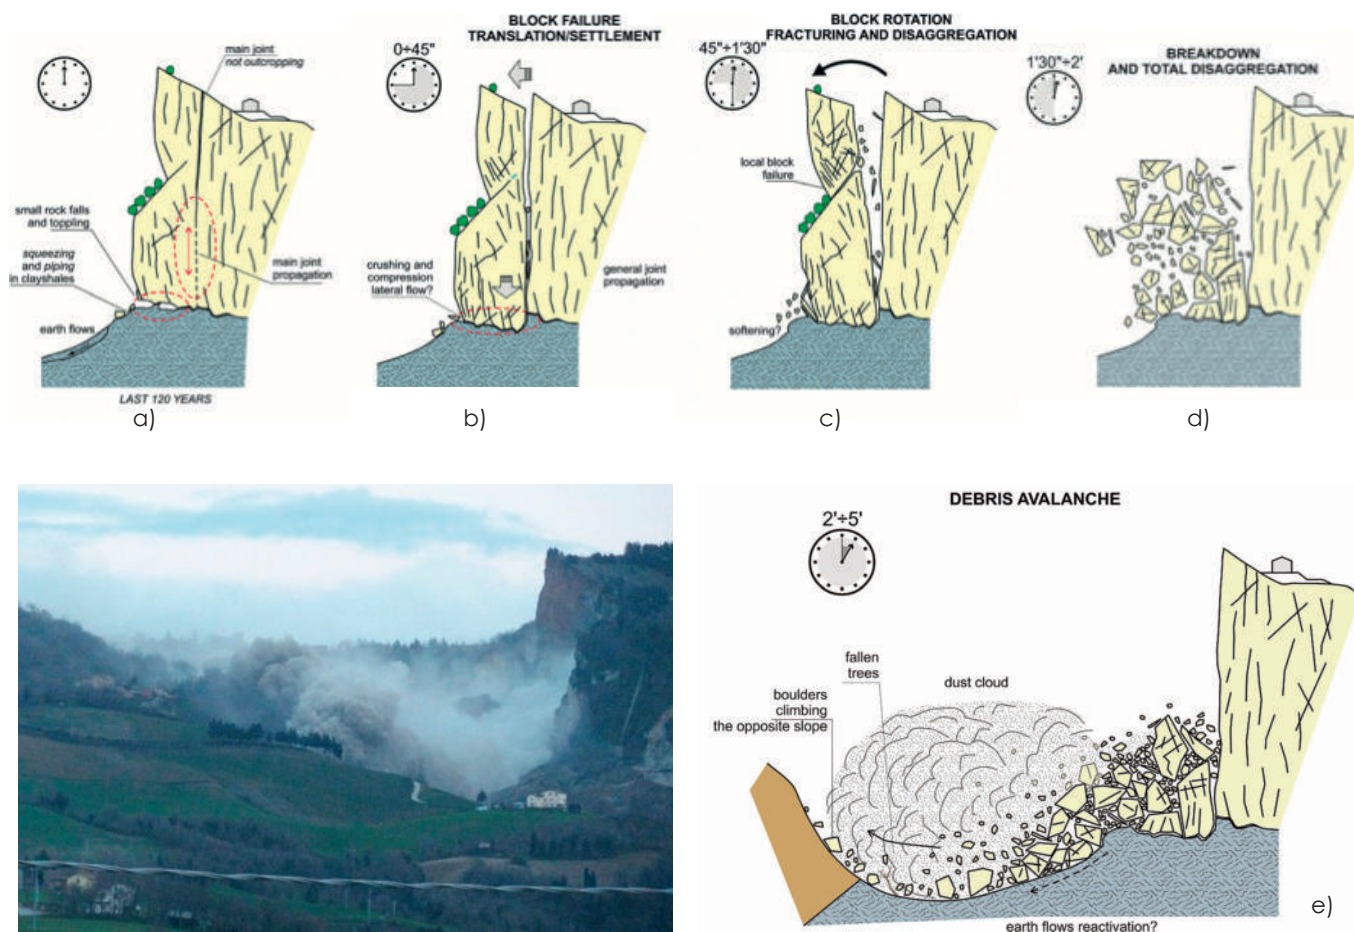 main joint
not outcropping
small rock falls
and toppling
squeezing
and piping
in clayshales
earth flows
main joint
propagation
LAST 120 YEARS
a)
BLOCK FAILURE
TRANSLATION/SETTLEMENT
0÷45"
crushing and
compression
lateral flow?
general joint
propagation
b)
BLOCK ROTATION
FRACTURING AND DISAGGREGATION
45"÷1'30"
local block
failure
softening?
c)
BREAKDOWN
AND TOTAL DISAGGREGATION
1'30"÷2'
d)
DEBRIS AVALANCHE
2'÷5'
fallen
trees
dust cloud
boulders
climbing
the opposite slope
earth flows reactivation?
e)